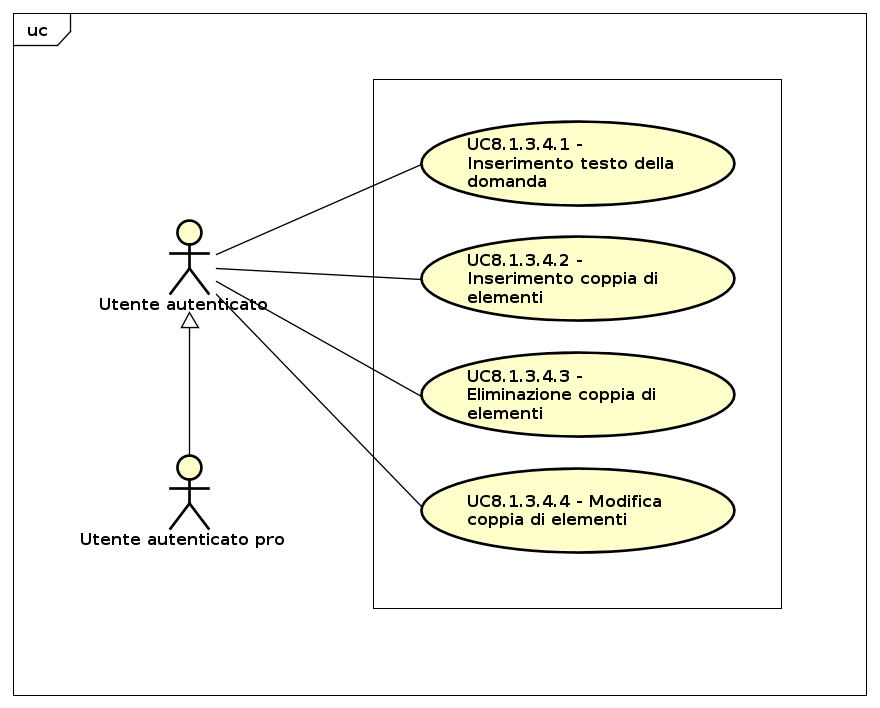 uc
UC8.1.3.4.1 -
Inserimento testo della
domanda
UC8.1.3.4.2 -
Inserimento coppia di
elementi
Utente autenticato
UC8.1.3.4.3 -
Eliminazione coppia di
elementi
UC8.1.3.4.4 - Modifica
coppia di elementi
Utente autenticato pro